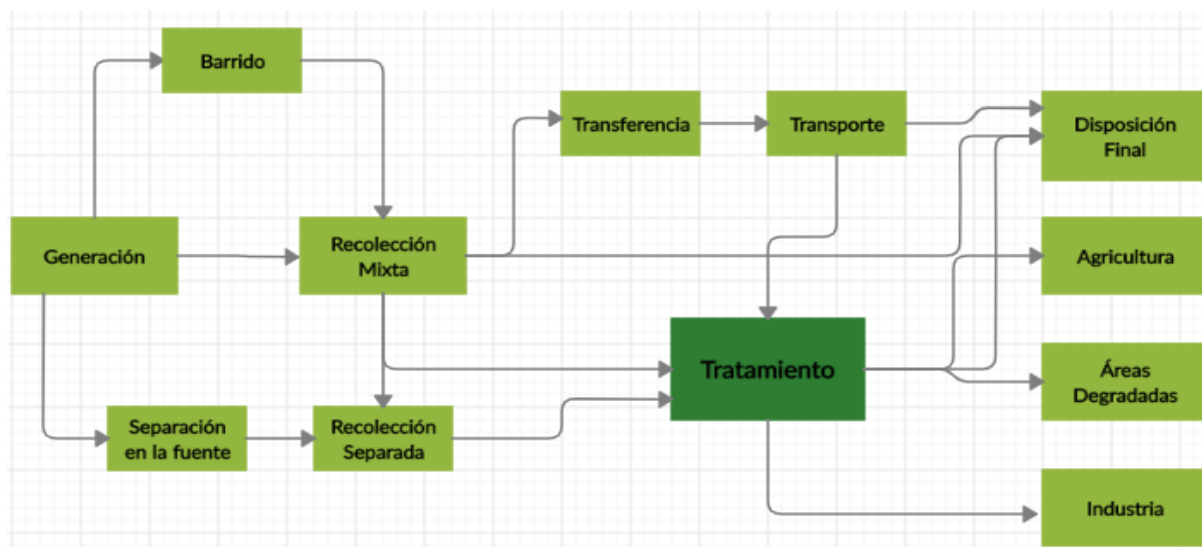 Barrido
Transferencia
Transporte
Disposición
Final
Generación
Recolección
Mixta
Agricultura
Tratamiento
Áreas
Degradadas
Separación
en la fuente
Recolección
Separada
Industria